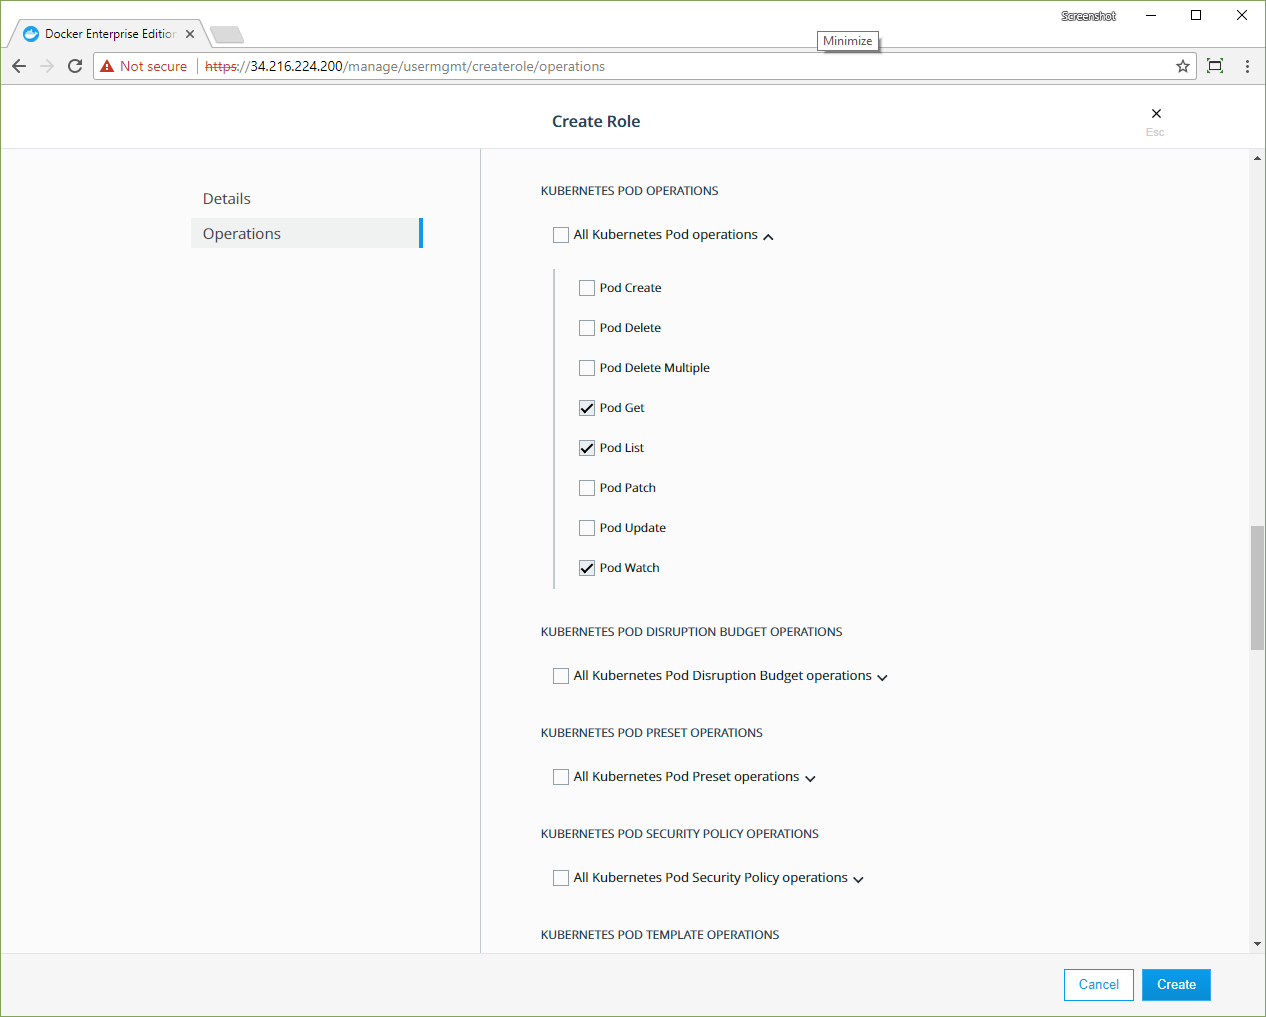 Screenshot
Docker Enterprise Edition
Minimize
Not secure https://34.216.224.200/manage/usermgmt/createrole/operations
Create Role
Esc
Details
Operations
KUBERNETES POD OPERATIONS
All Kubernetes Pod operations
Pod Create
Pod Delete
Pod Delete Multiple
Pod Get
Pod List
Pod Patch
Pod Update
Pod Watch
KUBERNETES POD DISRUPTION BUDGET OPERATIONS
All Kubernetes Pod Disruption Budget operations
KUBERNETES POD PRESET OPERATIONS
All Kubernetes Pod Preset operations
KUBERNETES POD SECURITY POLICY OPERATIONS
All Kubernetes Pod Security Policy operations
KUBERNETES POD TEMPLATE OPERATIONS
Cancel
Create